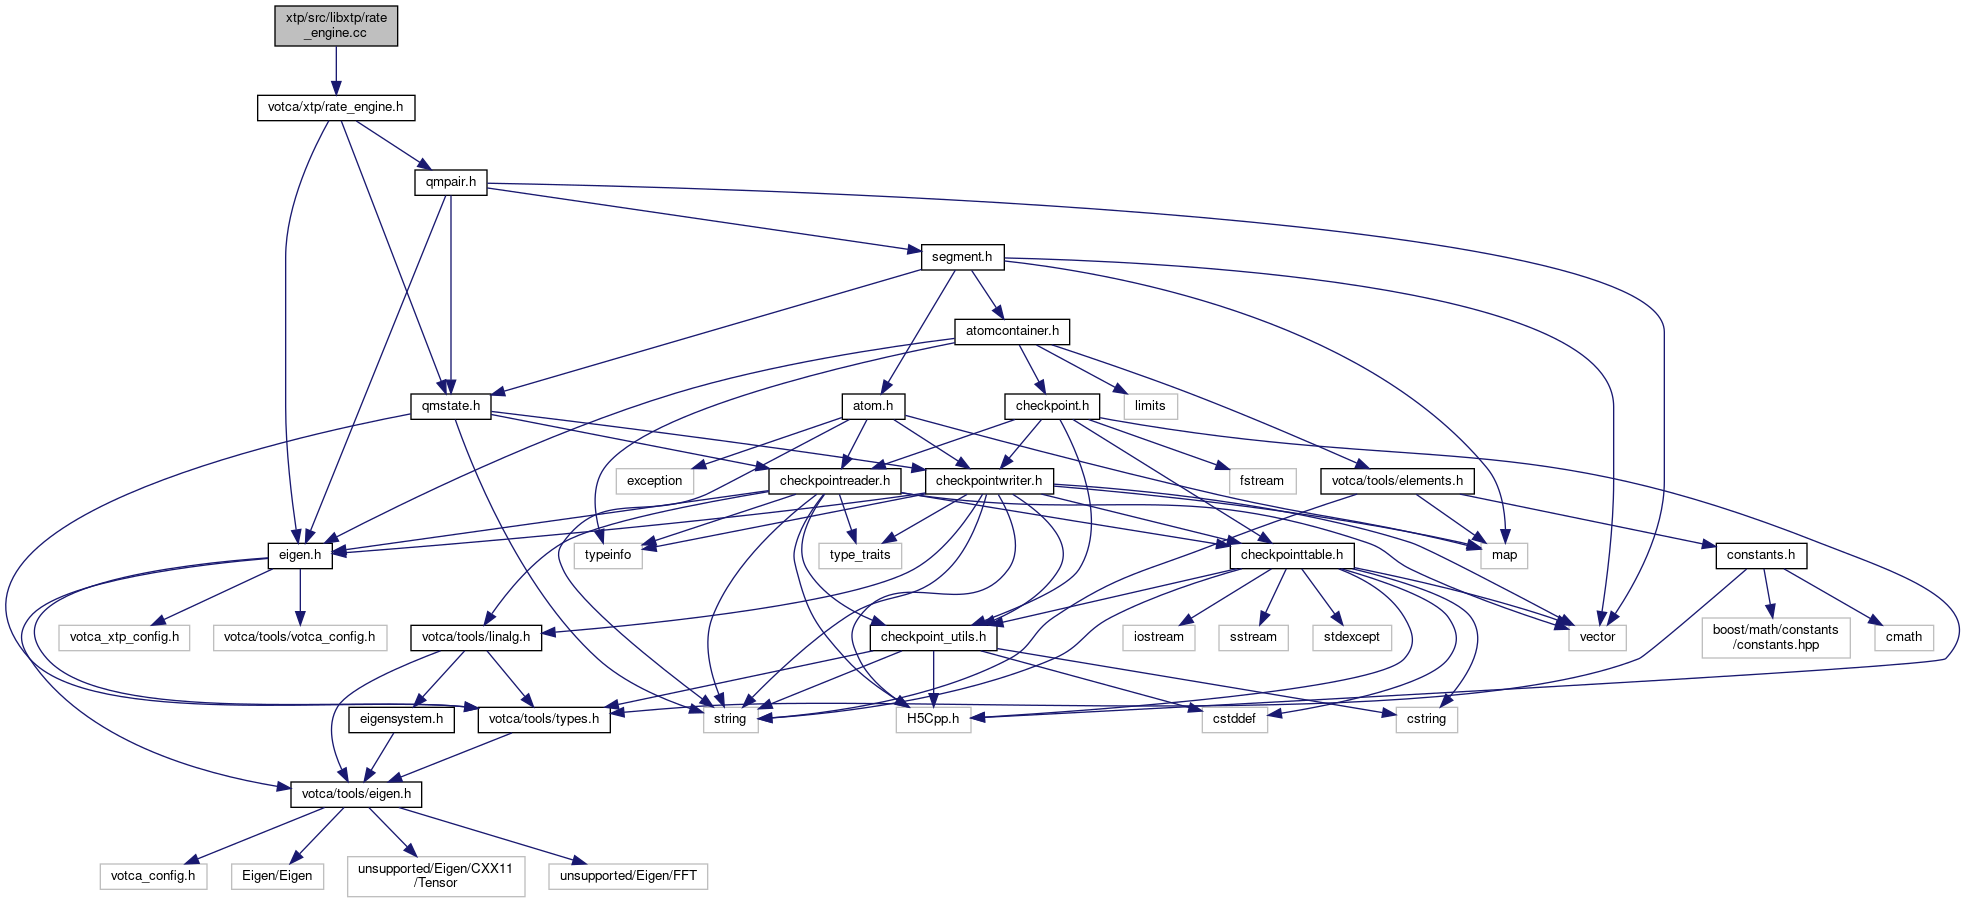 xtp/src/libxtp/rate
_engine.cc
votca/xtp/rate_engine.h
qmpair.h
segment.h
atomcontainer.h
qmstate.h
atom.h
checkpoint.h
limits
exception
checkpointreader.h
checkpointwriter.h
fstream
votca/tools/elements.h
eigen.h
typeinfo
type_traits
checkpointtable.h
map
constants.h
votca_xtp_config.h
votca/tools/votca_config.h
votca/tools/linalg.h
checkpoint_utils.h
iostream
sstream
stdexcept
vector
boost/math/constants
/constants.hpp
cmath
eigensystem.h
votca/tools/types.h
string
H5Cpp.h
cstddef
cstring
votca/tools/eigen.h
votca_config.h
Eigen/Eigen
unsupported/Eigen/CXX11
/Tensor
unsupported/Eigen/FFT